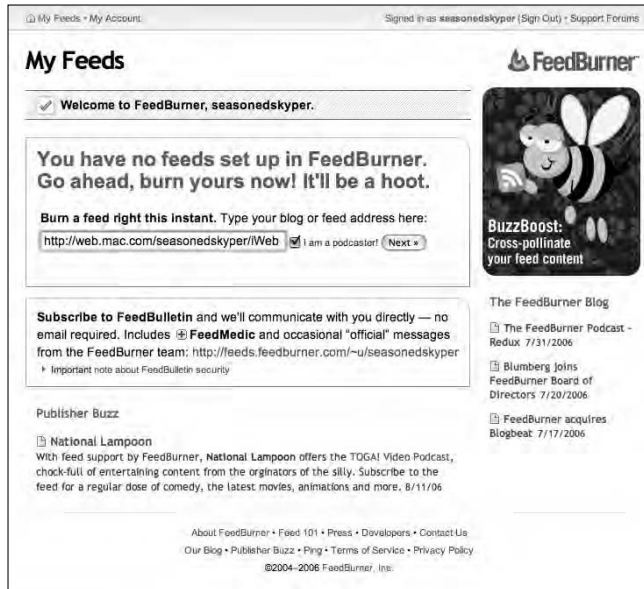 My Feeds • My Account
Signed in as seasonedskyper (Sign Out) • Support Forums
My Feeds
FeedBurner™
Welcome to FeedBurner, seasonedskyper.
You have no feeds set up in FeedBurner.
Go ahead, burn yours now! It'll be a hoot.
Burn a feed right this instant. Type your blog or feed address here:
http://web.mac.com/seasonedskyper/iWeb
I am a podcaster!
Next »
Subscribe to FeedBulletin and we'll communicate with you directly — no
email required. Includes FeedMedic and occasional "official" messages
from the FeedBurner team: http://feeds.feedburner.com/~u/seasonedskyper
Important note about FeedBulletin security
Publisher Buzz
National Lampoon
With feed support by FeedBurner, National Lampoon offers the TOGA! Video Podcast,
chock-full of entertaining content from the orginators of the silly. Subscribe to the
feed for a regular dose of comedy, the latest movies, animations and more. 8/11/06
BuzzBoost:
Cross-pollinate
your feed content
The FeedBurner Blog
The FeedBurner Podcast -
Redux 7/31/2006
Blumberg joins
FeedBurner Board of
Directors 7/20/2006
FeedBurner acquires
Blogbeat 7/17/2006
About FeedBurner • Feed 101 • Press • Developers • Contact Us
Our Blog • Publisher Buzz • Ping • Terms of Service • Privacy Policy
©2004–2006 FeedBurner, Inc.